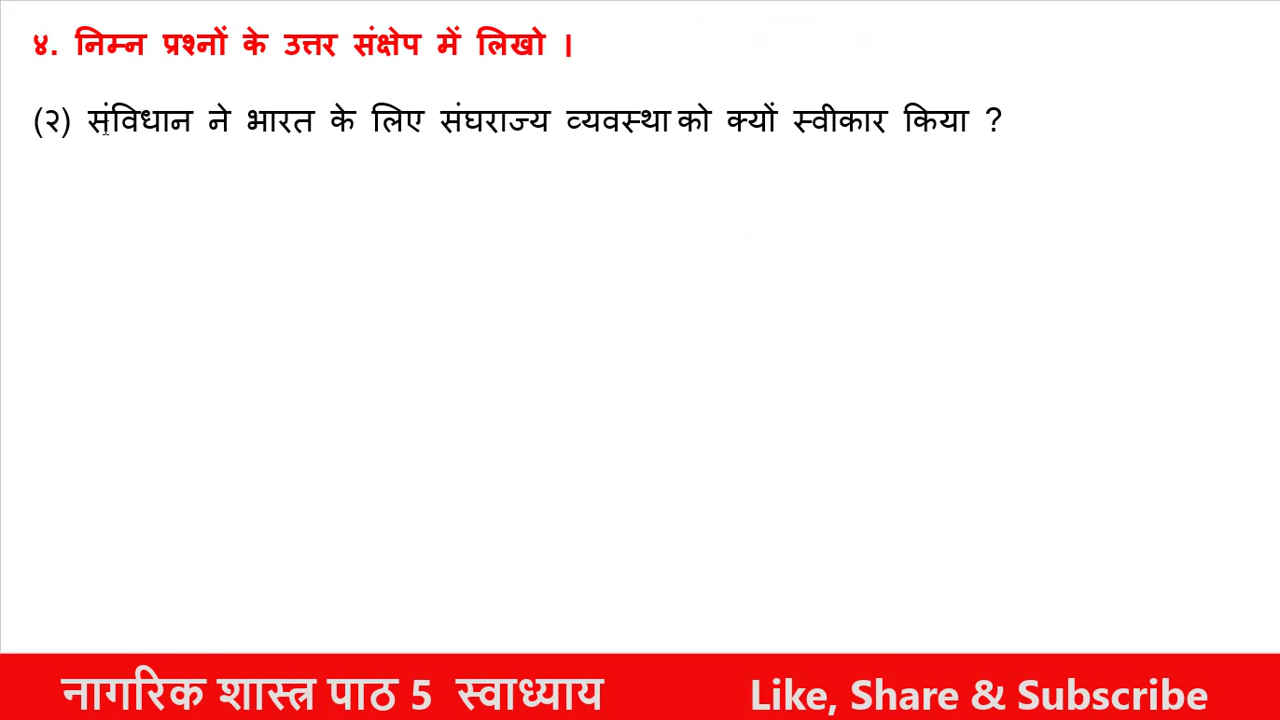 ४. निम्न प्रश्नों के उत्तर संक्षेप में लिखो ।
(२) संविधान ने भारत के लिए संघराज्य व्यवस्था को क्यों स्वीकार किया ?
नागरिक शास्त्र पाठ 5 स्वाध्याय
Like, Share & Subscribe